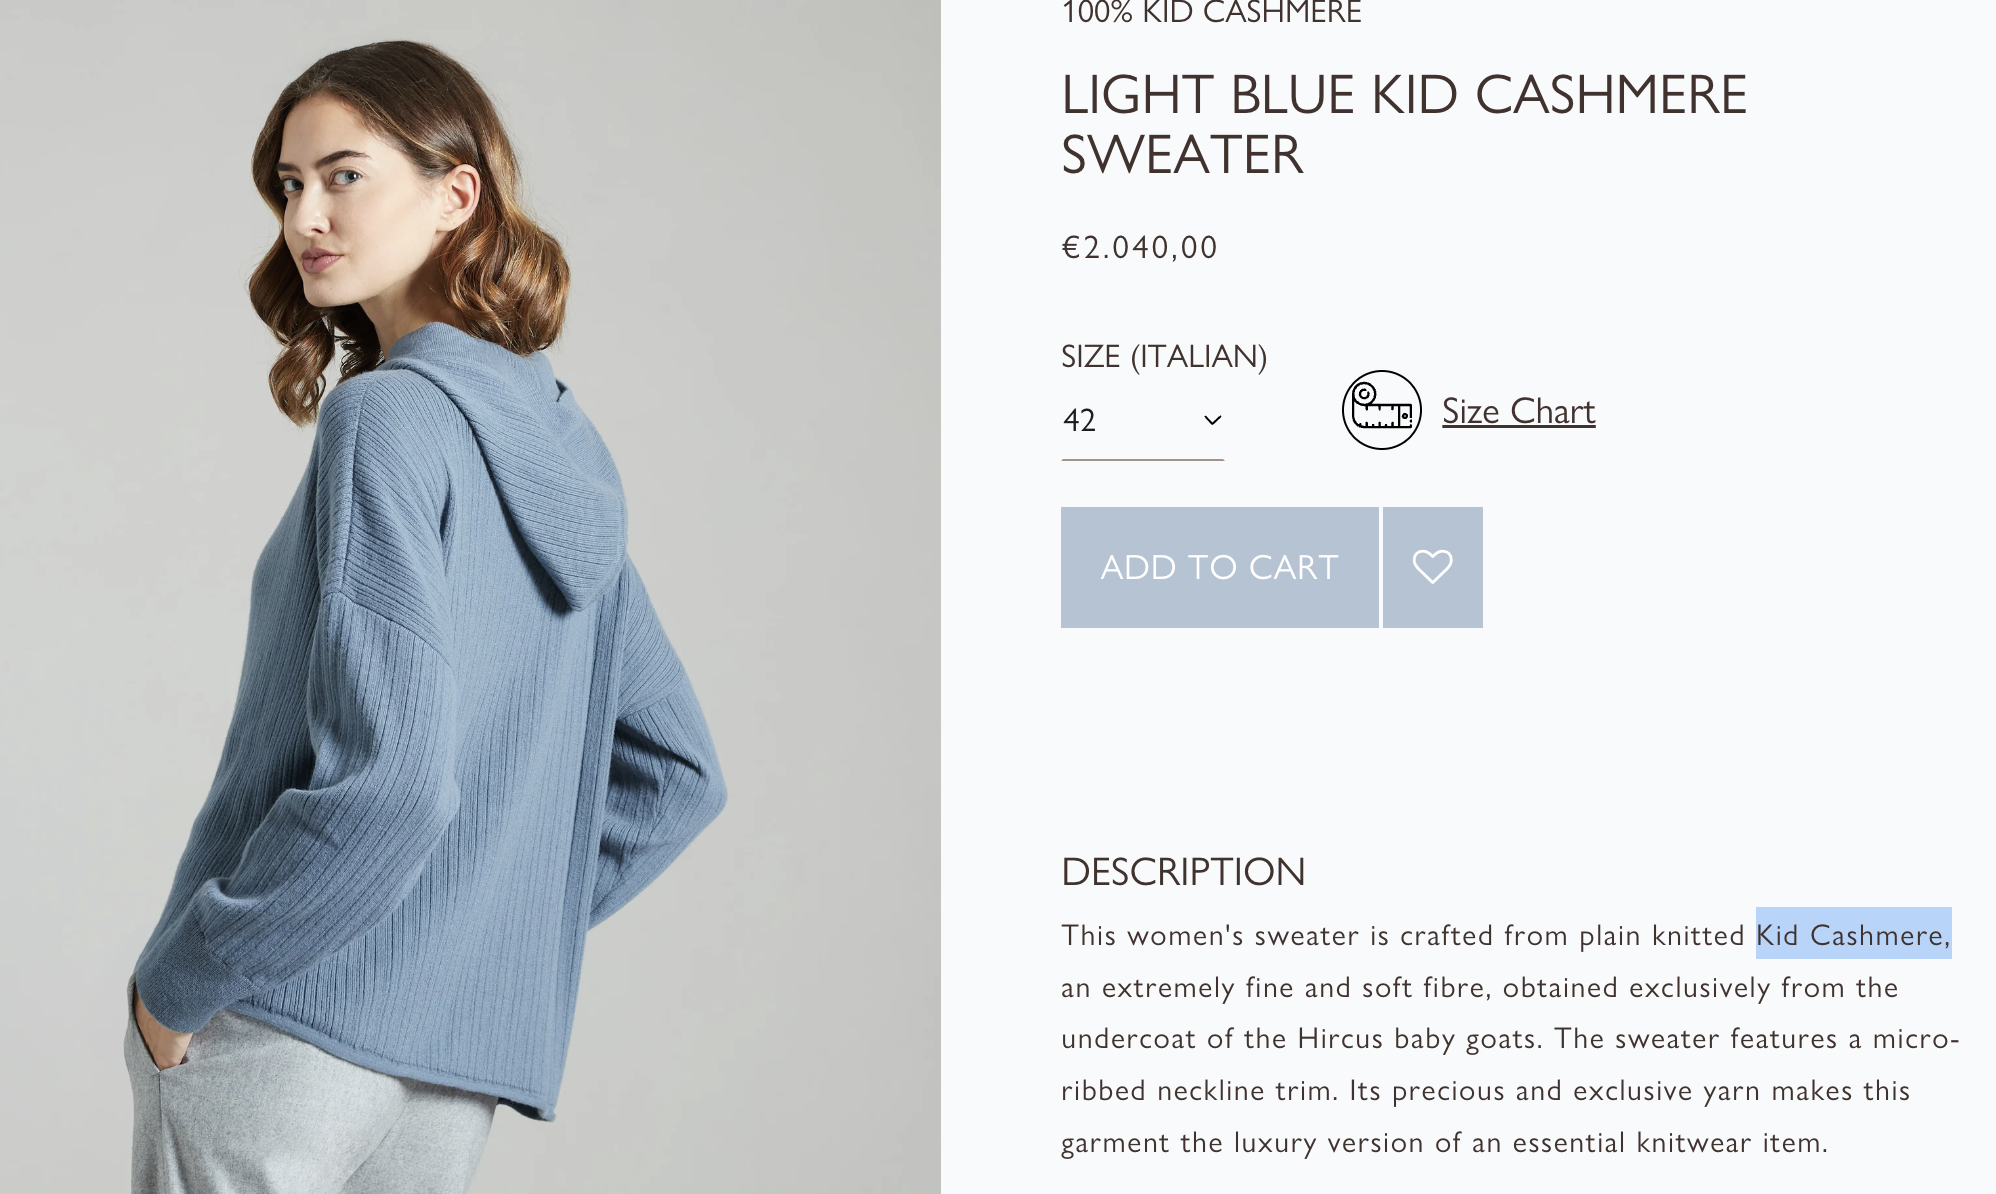 100% KID CASHMERE
LIGHT BLUE KID CASHMERE
SWEATER
€2.040,00
SIZE (ITALIAN)
42
Size Chart
ADD TO CART
DESCRIPTION
This women's sweater is crafted from plain knitted Kid Cashmere,
an extremely fine and soft fibre, obtained exclusively from the
undercoat of the Hircus baby goats. The sweater features a micro-
ribbed neckline trim. Its precious and exclusive yarn makes this
garment the luxury version of an essential knitwear item.